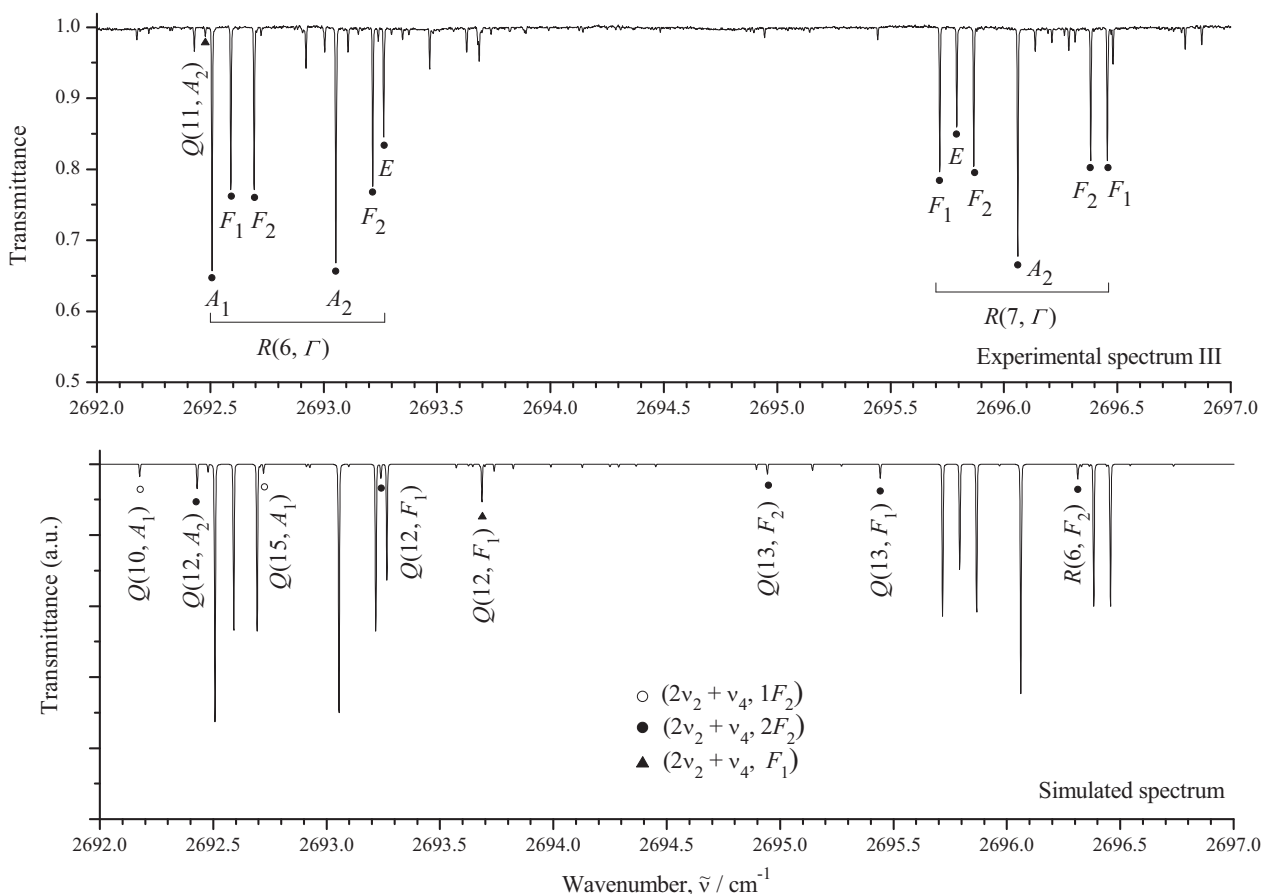 1.0
0.9
0.8
0.7
0.6
0.5
Transmittance
Q(11, A₂)
A₁
F₁
F₂
A₂
F₂
E
R(6, Γ)
F₁
E
F₂
A₂
F₂
F₁
R(7, Γ)
Experimental spectrum III
2692.0 2692.5 2693.0 2693.5 2694.0 2694.5 2695.0 2695.5 2696.0 2696.5 2697.0
Transmittance (a.u.)
Q(10, A₁)
Q(12, A₂)
Q(15, A₁)
Q(12, F₁)
Q(12, F₁)
Q(13, F₂)
Q(13, F₁)
R(6, F₂)
(2ν₂ + ν₄, 1F₂)
(2ν₂ + ν₄, 2F₂)
(2ν₂ + ν₄, F₁)
Simulated spectrum
2692.0 2692.5 2693.0 2693.5 2694.0 2694.5 2695.0 2695.5 2696.0 2696.5 2697.0
Wavenumber, ν̃ / cm⁻¹